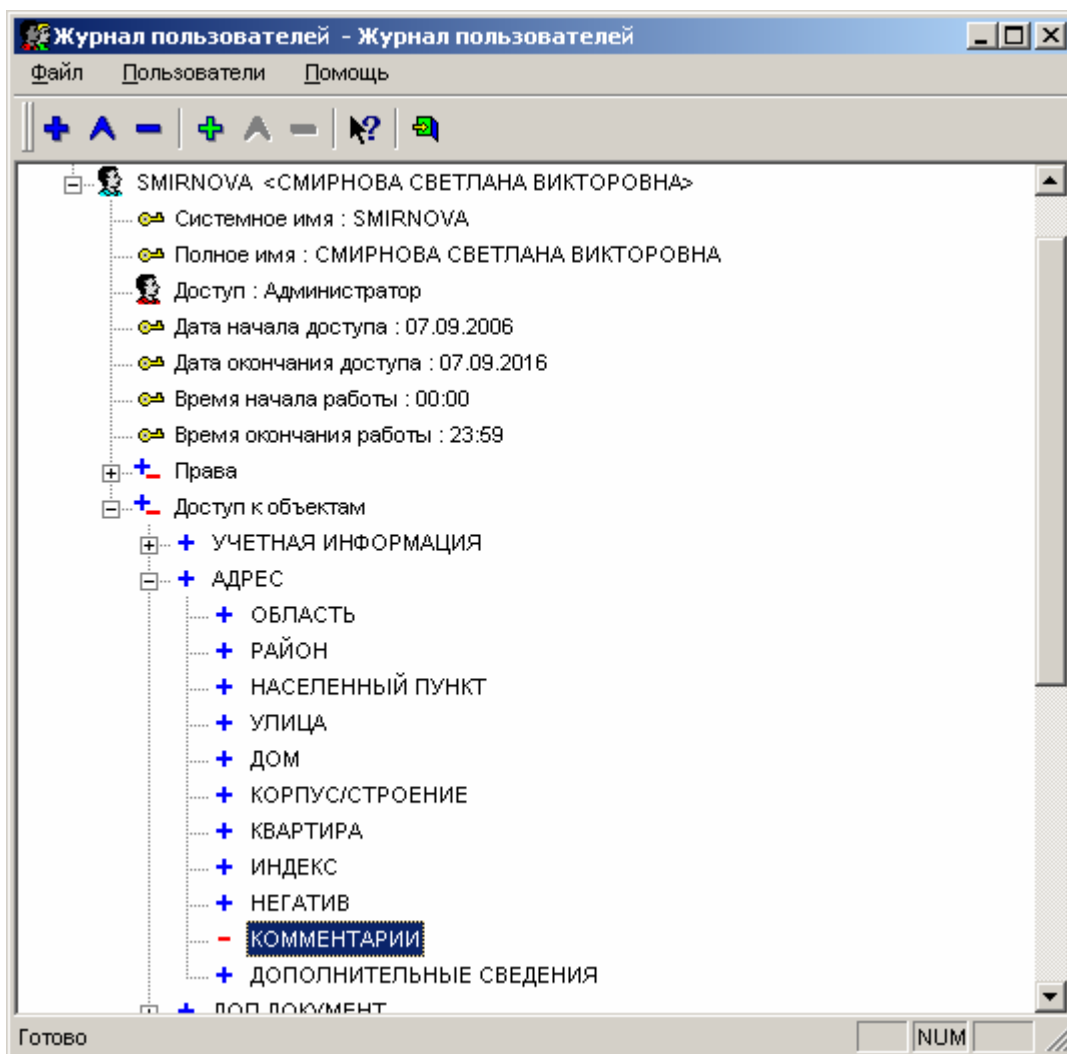 Журнал пользователей - Журнал пользователей
Файл Пользователи Помощь
SMIRNOVA <СМИРНОВА СВЕТЛАНА ВИКТОРОВНА>
Системное имя : SMIRNOVA
Полное имя : СМИРНОВА СВЕТЛАНА ВИКТОРОВНА
Доступ : Администратор
Дата начала доступа : 07.09.2006
Дата окончания доступа : 07.09.2016
Время начала работы : 00:00
Время окончания работы : 23:59
Права
Доступ к объектам
УЧЕТНАЯ ИНФОРМАЦИЯ
АДРЕС
ОБЛАСТЬ
РАЙОН
НАСЕЛЕННЫЙ ПУНКТ
УЛИЦА
ДОМ
КОРПУС/СТРОЕНИЕ
КВАРТИРА
ИНДЕКС
НЕГАТИВ
КОММЕНТАРИИ
ДОПОЛНИТЕЛЬНЫЕ СВЕДЕНИЯ
ДОП.ДОКУМЕНТ
Готово NUM